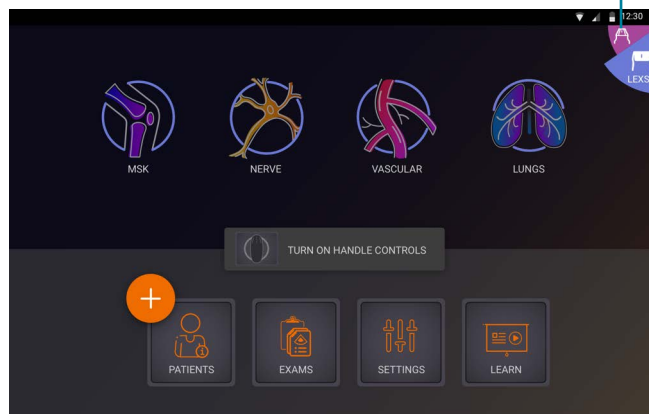 12:30
LEXS
MSK
NERVE
VASCULAR
LUNGS
TURN ON HANDLE CONTROLS
PATIENTS
EXAMS
SETTINGS
LEARN